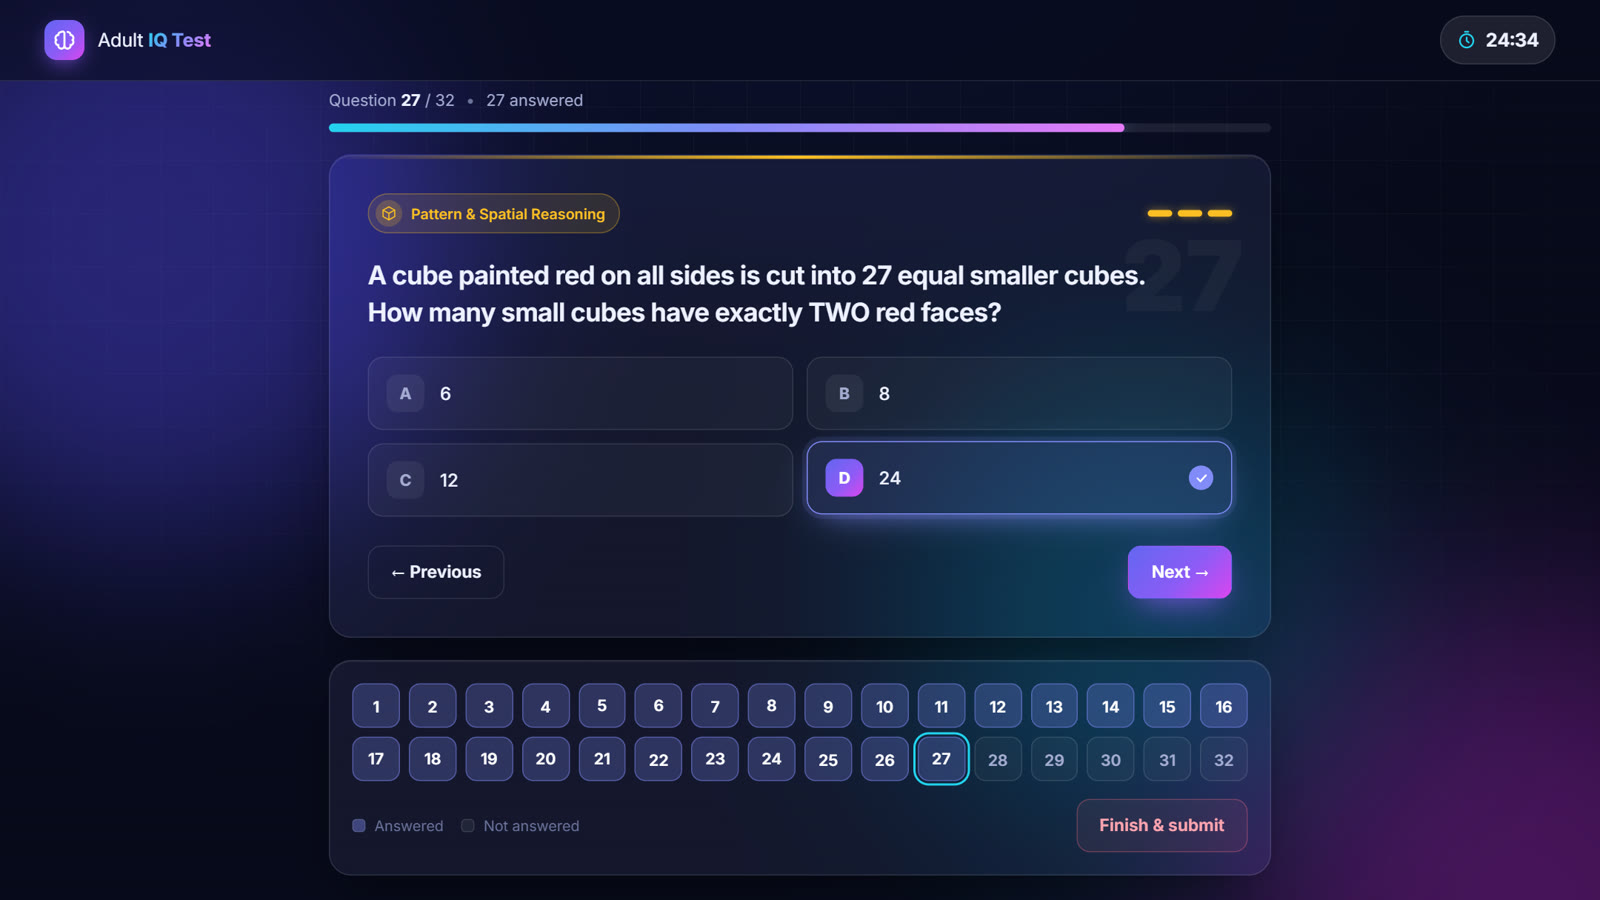 Adult IQ Test
24:34
Question 27 / 32 • 27 answered
Pattern & Spatial Reasoning
27
A cube painted red on all sides is cut into 27 equal smaller cubes.
How many small cubes have exactly TWO red faces?
A 6
B 8
C 12
D 24
← Previous
Next →
1 2 3 4 5 6 7 8 9 10 11 12 13 14 15 16
17 18 19 20 21 22 23 24 25 26 27 28 29 30 31 32
Answered Not answered
Finish & submit